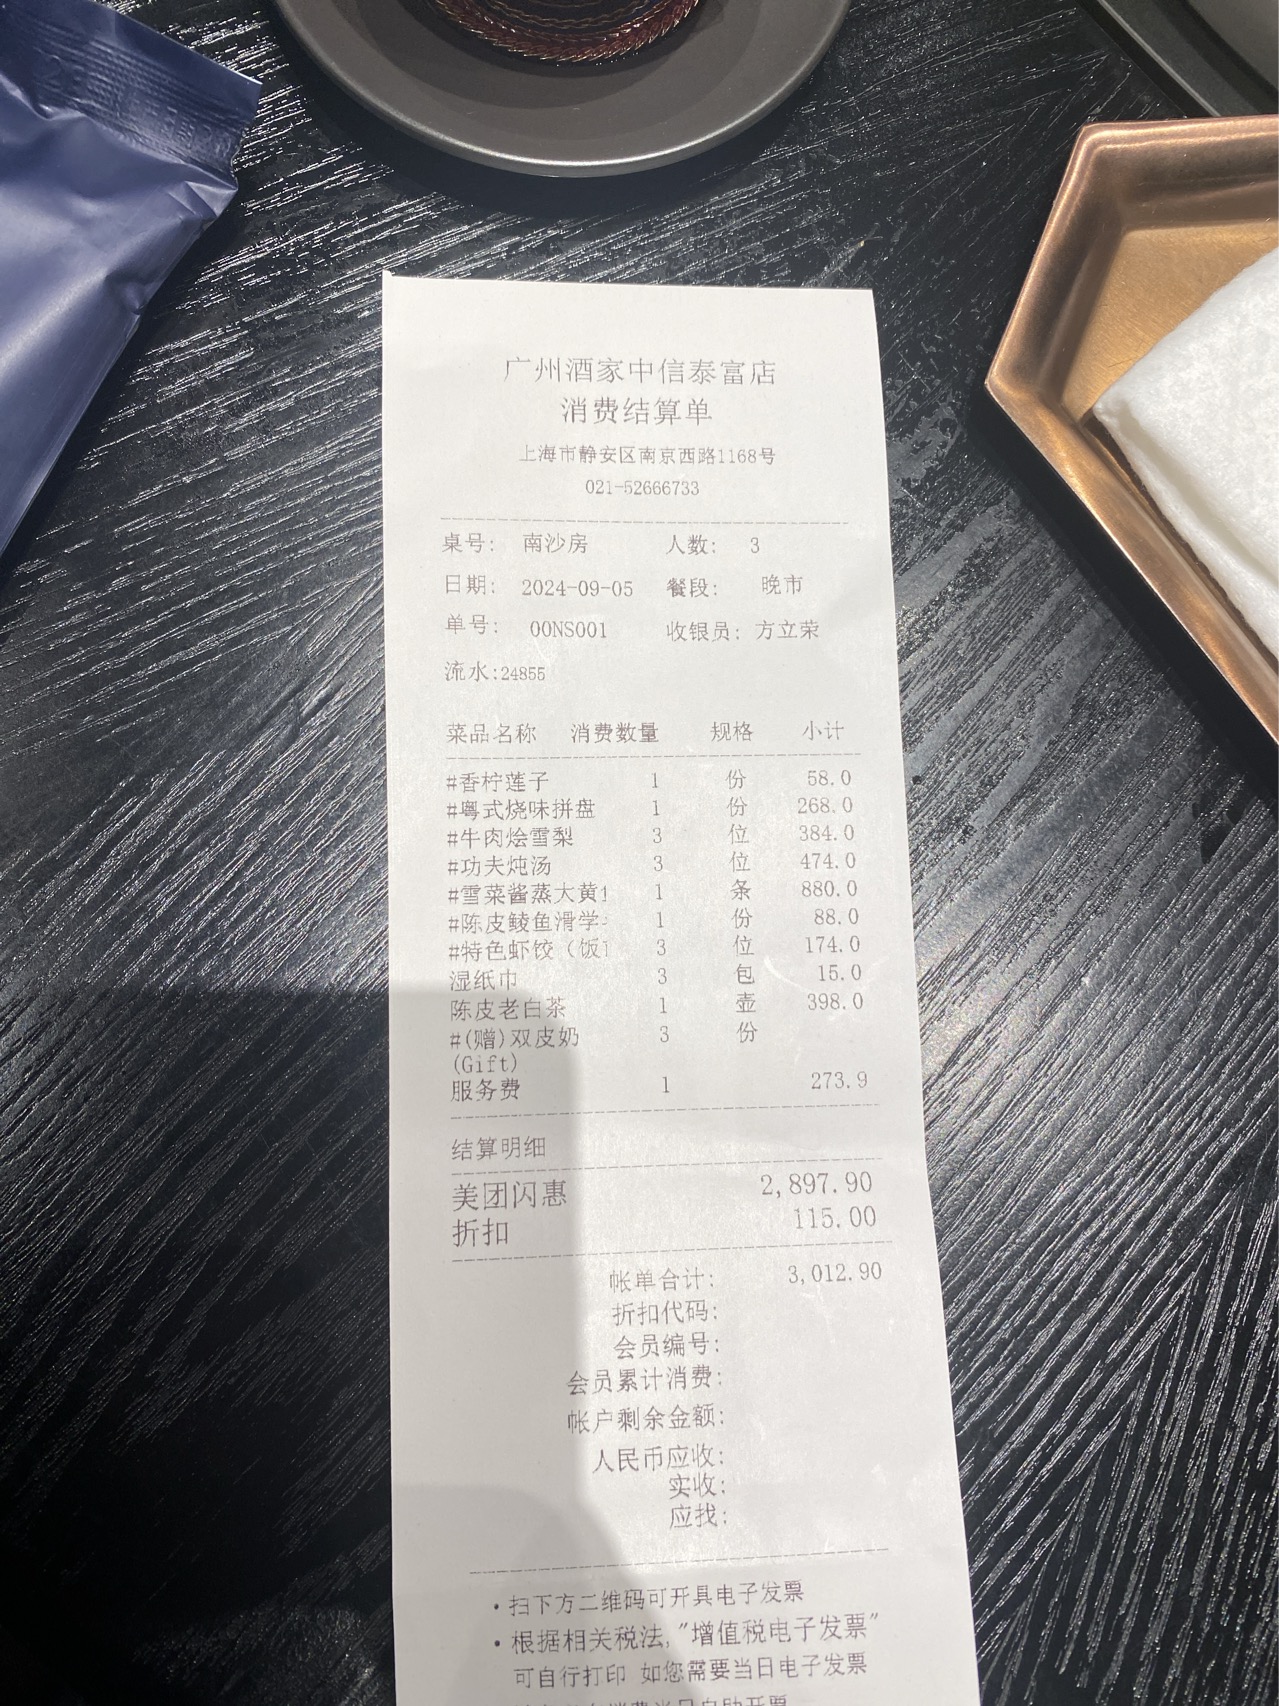 广州酒家中信泰富店
消费结算单
上海市静安区南京西路1168号
021-52666733
桌号: 南沙房 人数: 3
日期: 2024-09-05 餐段: 晚市
单号: 00NS001 收银员: 方立荣
流水:24855
菜品名称 消费数量 规格 小计
#香柠莲子 1 份 58.0
#粤式烧味拼盘 1 份 268.0
#牛肉烩雪梨 3 位 384.0
#功夫炖汤 3 位 474.0
#雪菜酱蒸大黄 1 条 880.0
#陈皮鲮鱼滑学 1 份 88.0
#特色虾饺（饭 3 位 174.0
湿纸巾 3 包 15.0
陈皮老白茶 1 壶 398.0
#(赠)双皮奶 3 份
(Gift)
服务费 1 273.9
结算明细
美团闪惠 2,897.90
折扣 115.00
帐单合计: 3,012.90
折扣代码:
会员编号:
会员累计消费:
帐户剩余金额:
人民币应收:
实收:
应找:
·扫下方二维码可开具电子发票
·根据相关税法,"增值税电子发票"
可自行打印 如您需要当日电子发票
消费当日自助开票